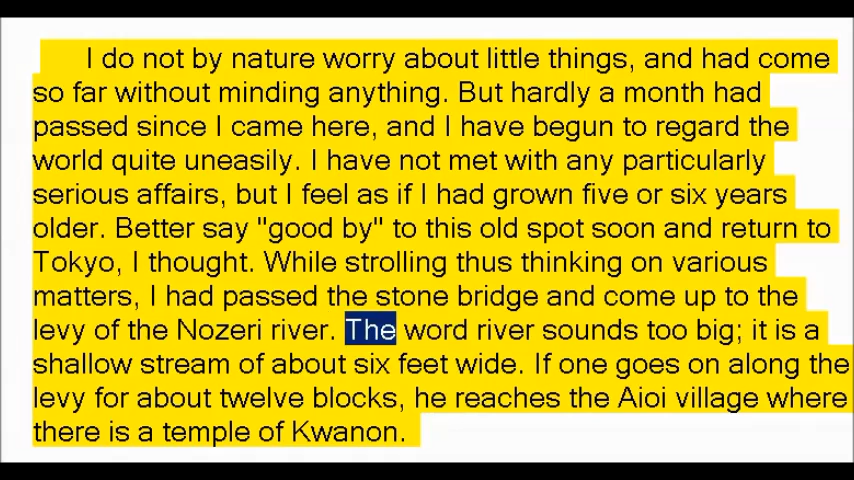 I do not by nature worry about little things, and had come
so far without minding anything. But hardly a month had
passed since I came here, and I have begun to regard the
world quite uneasily. I have not met with any particularly
serious affairs, but I feel as if I had grown five or six years
older. Better say "good by" to this old spot soon and return to
Tokyo, I thought. While strolling thus thinking on various
matters, I had passed the stone bridge and come up to the
levy of the Nozeri river. The word river sounds too big; it is a
shallow stream of about six feet wide. If one goes on along the
levy for about twelve blocks, he reaches the Aioi village where
there is a temple of Kwanon.